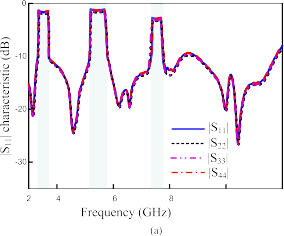 0
-10
-20
-30
|S11| characteristic (dB)
|S11|
|S22|
|S33|
|S44|
2 4 6 8
Frequency (GHz)
(a)